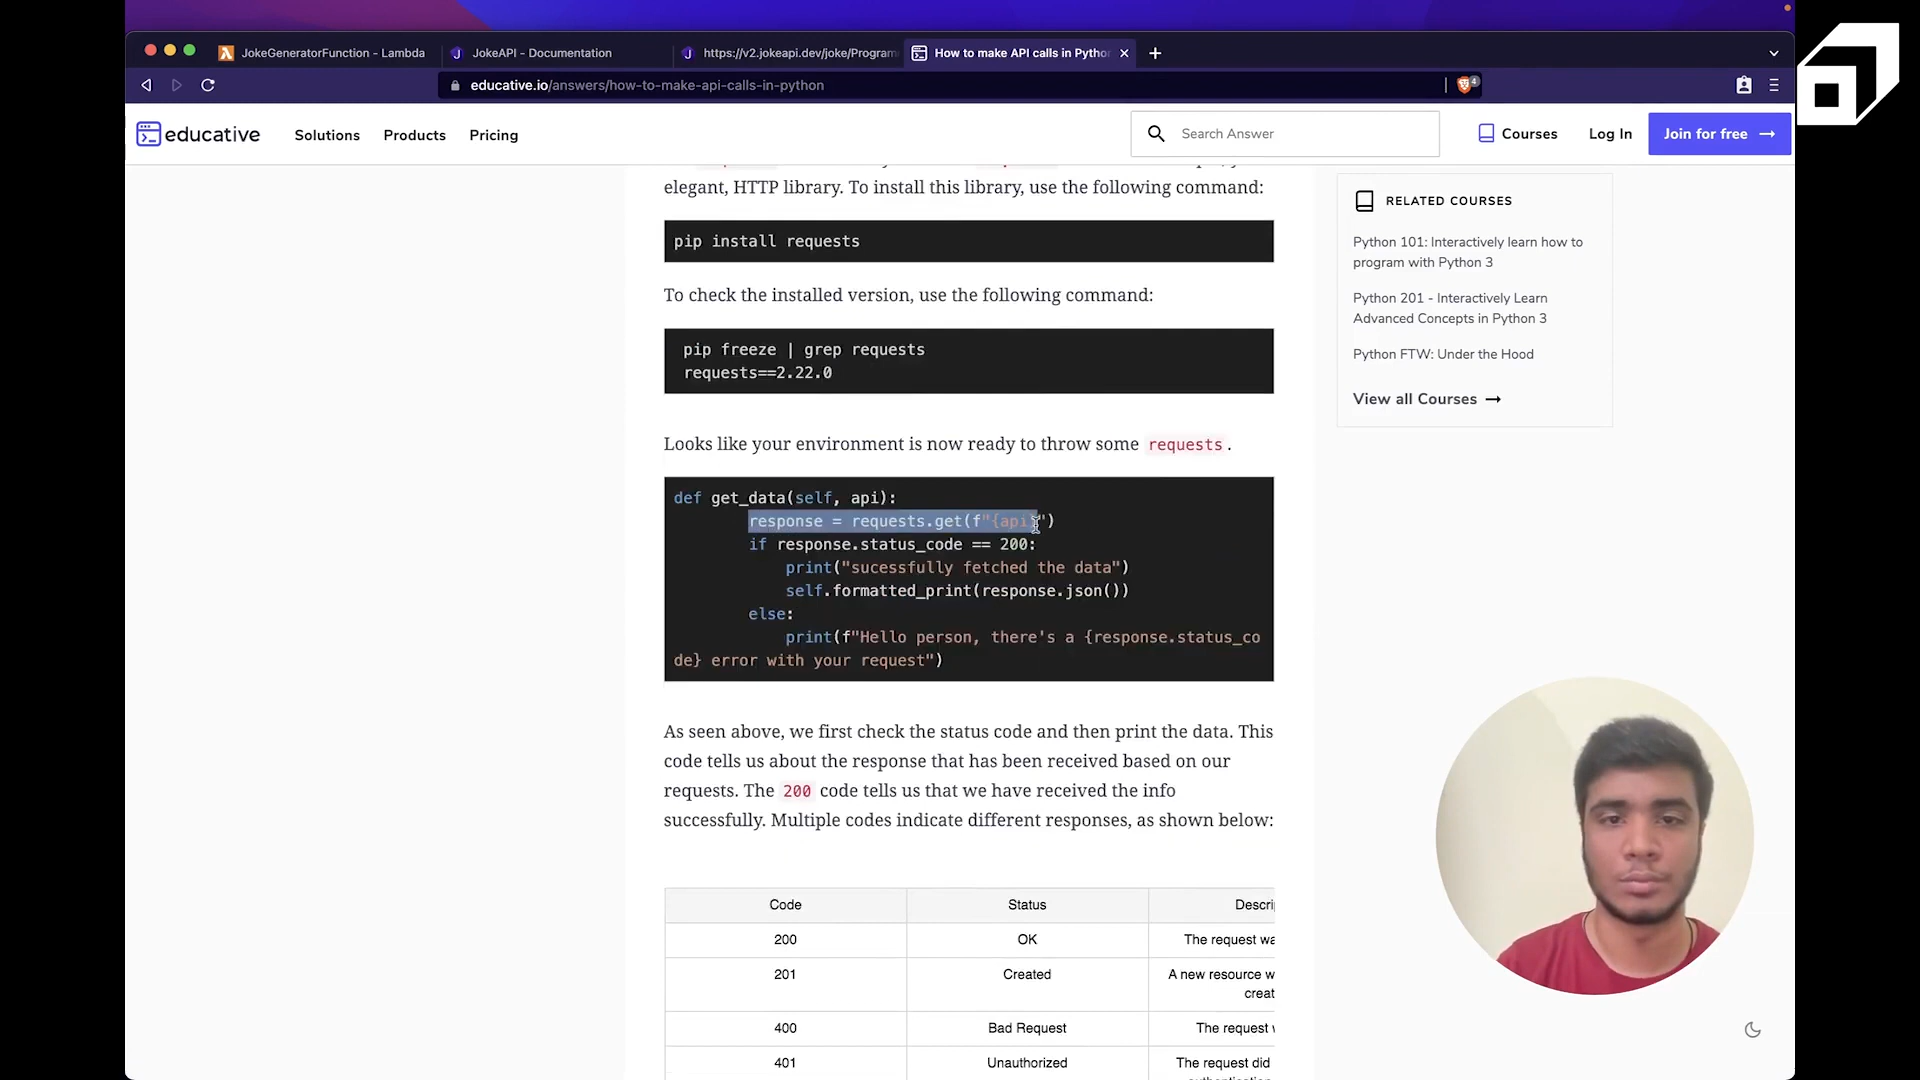 JokeGeneratorFunction - Lambda
JokeAPI - Documentation
https://v2.jokeapi.dev/joke/Program
How to make API calls in Pytho
educative.io/answers/how-to-make-api-calls-in-python
4
educative
Solutions
Products
Pricing
Search Answer
Courses
Log In
Join for free
elegant, HTTP library. To install this library, use the following command:
pip install requests
To check the installed version, use the following command:
pip freeze | grep requests
requests==2.22.0
Looks like your environment is now ready to throw some requests.
def get_data(self, api):
response = requests.get(f"{api}")
if response.status_code == 200:
print("sucessfully fetched the data")
self.formatted_print(response.json())
else:
print(f"Hello person, there's a {response.status_co
de} error with your request")
As seen above, we first check the status code and then print the data. This
code tells us about the response that has been received based on our
requests. The 200 code tells us that we have received the info
successfully. Multiple codes indicate different responses, as shown below:
Code Status Descri
200 OK The request wa
201 Created A new resource w
creat
400 Bad Request The request
401 Unauthorized The request did
RELATED COURSES
Python 101: Interactively learn how to
program with Python 3
Python 201 - Interactively Learn
Advanced Concepts in Python 3
Python FTW: Under the Hood
View all Courses